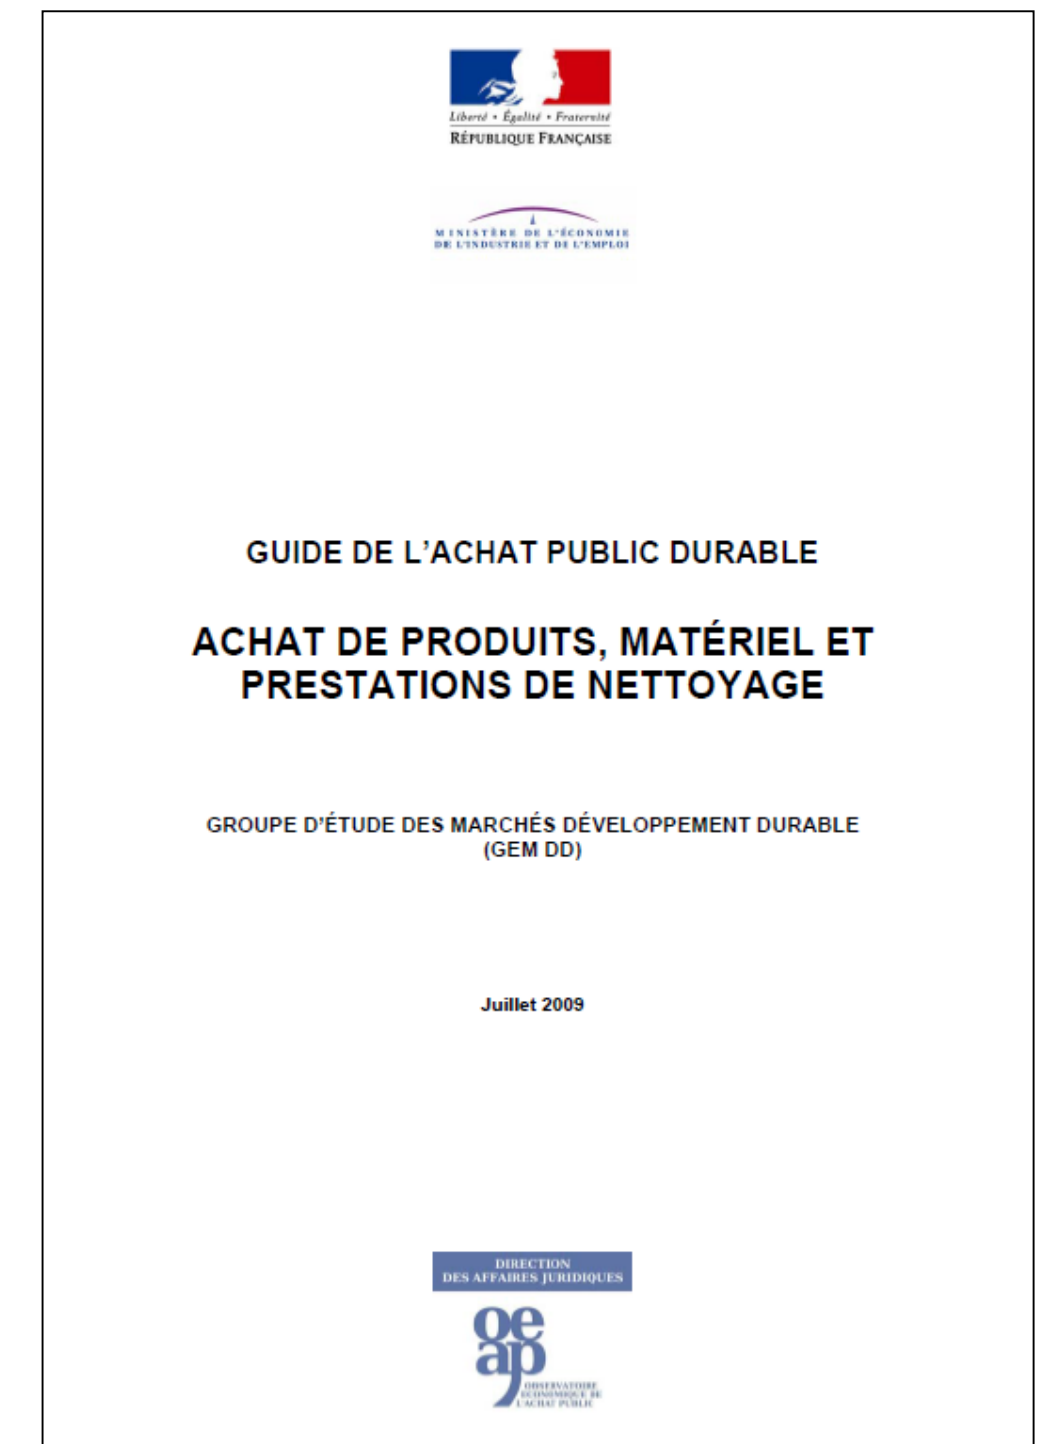 Liberté • Égalité • Fraternité
RÉPUBLIQUE FRANÇAISE
MINISTÈRE DE L'ÉCONOMIE
DE L'INDUSTRIE ET DE L'EMPLOI
GUIDE DE L'ACHAT PUBLIC DURABLE
ACHAT DE PRODUITS, MATÉRIEL ET
PRESTATIONS DE NETTOYAGE
GROUPE D'ÉTUDE DES MARCHÉS DÉVELOPPEMENT DURABLE
(GEM DD)
Juillet 2009
DIRECTION
DES AFFAIRES JURIDIQUES
oe
ap
OBSERVATOIRE
ÉCONOMIQUE DE
L'ACHAT PUBLIC